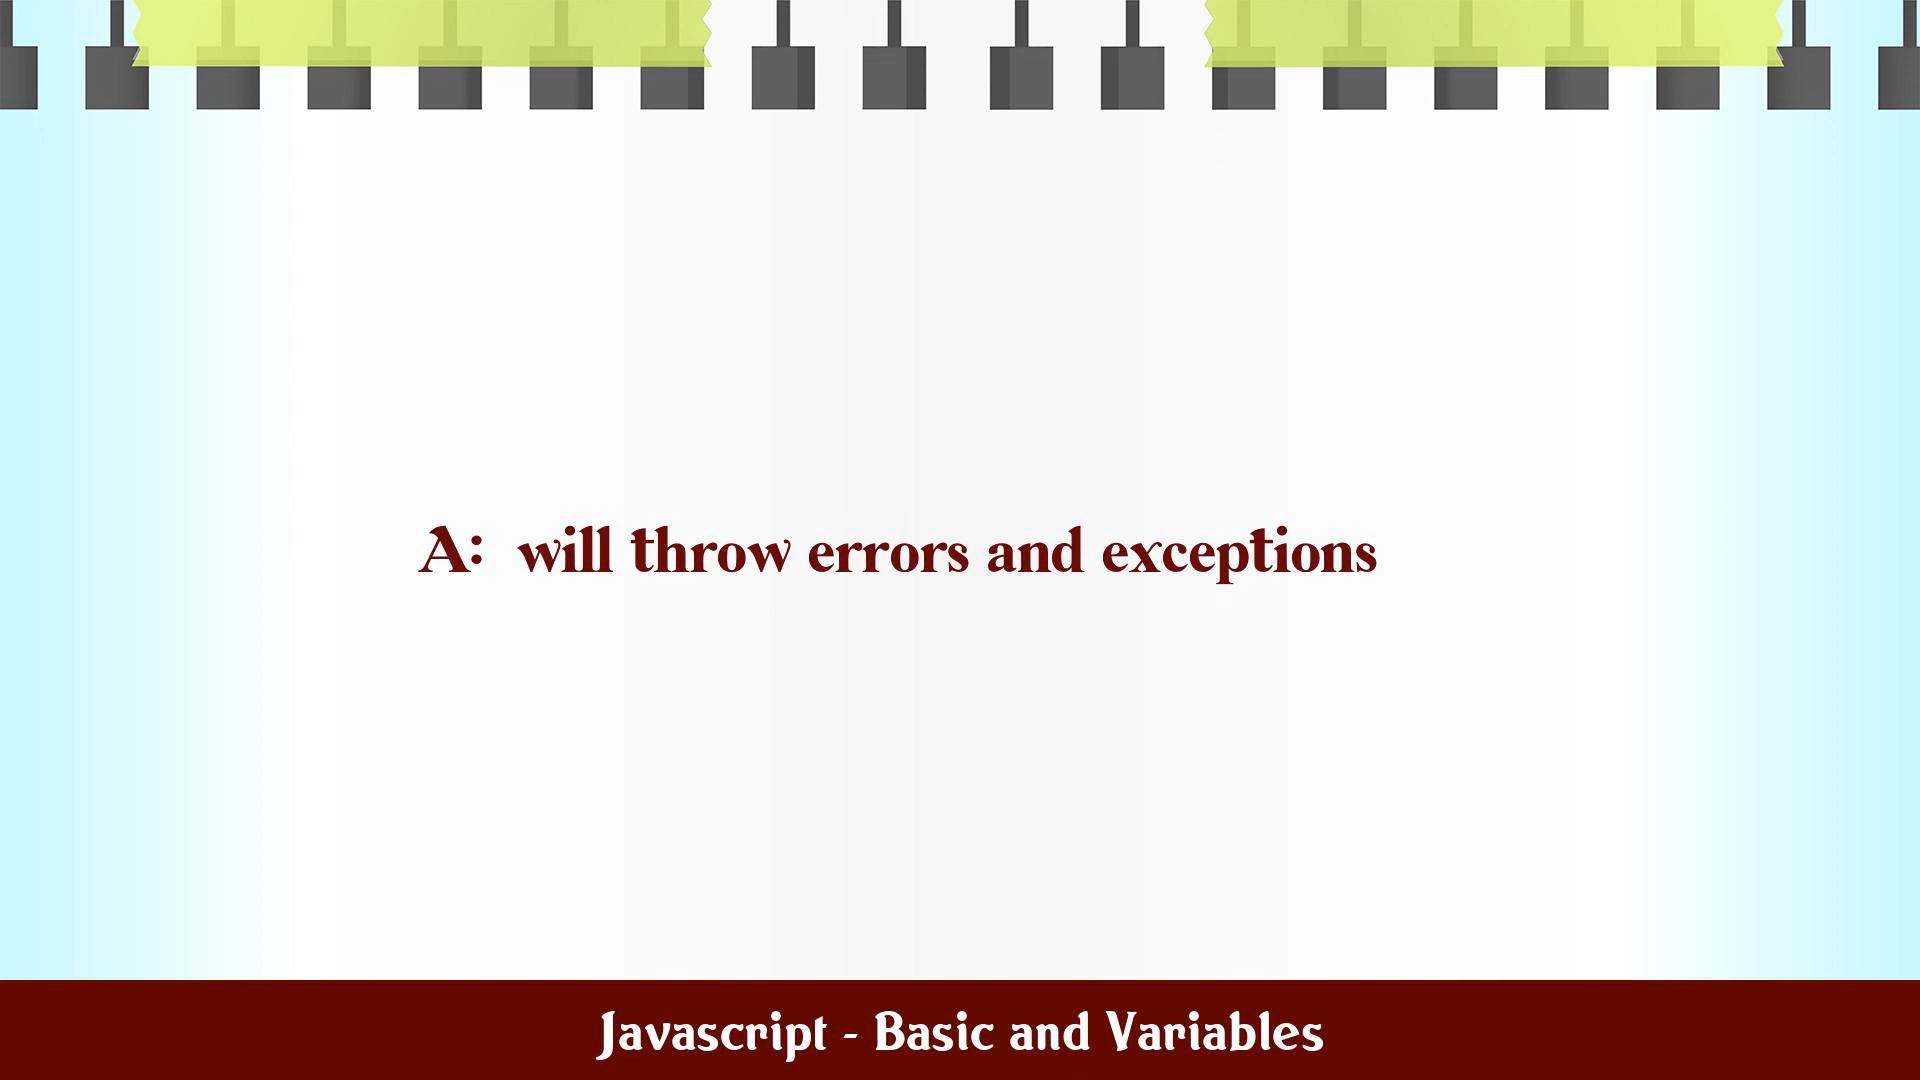 A: will throw errors and exceptions
Javascript - Basic and Variables